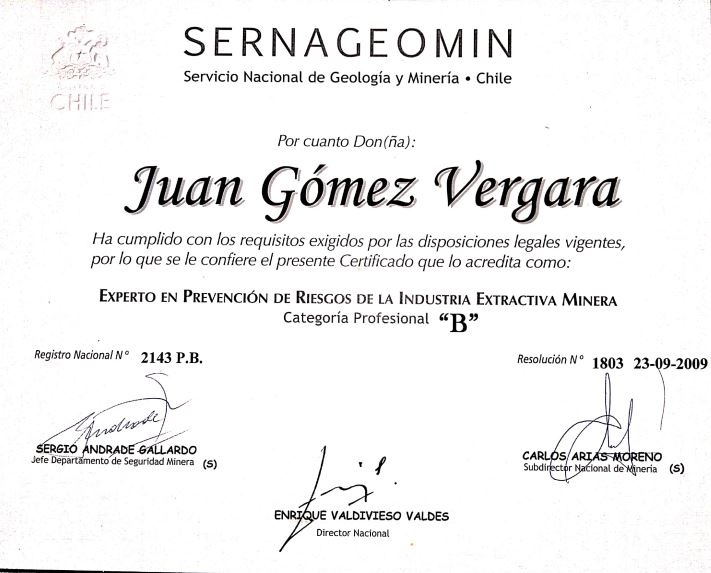 SERNAGEOMIN
Servicio Nacional de Geología y Minería • Chile
CHILE
Por cuanto Don(ña):
Juan Gómez Vergara
Ha cumplido con los requisitos exigidos por las disposiciones legales vigentes,
por lo que se le confiere el presente Certificado que lo acredita como:
EXPERTO EN PREVENCIÓN DE RIESGOS DE LA INDUSTRIA EXTRACTIVA MINERA
Categoría Profesional "B"
Registro Nacional Nº 2143 P.B.
Resolución Nº 1803 23-09-2009
Andrade
SERGIO ANDRADE GALLARDO
Jefe Departamento de Seguridad Minera (S)
CARLOS ARIAS MORENO
Subdirector Nacional de Minería (S)
ENRIQUE VALDIVIESO VALDES
Director Nacional